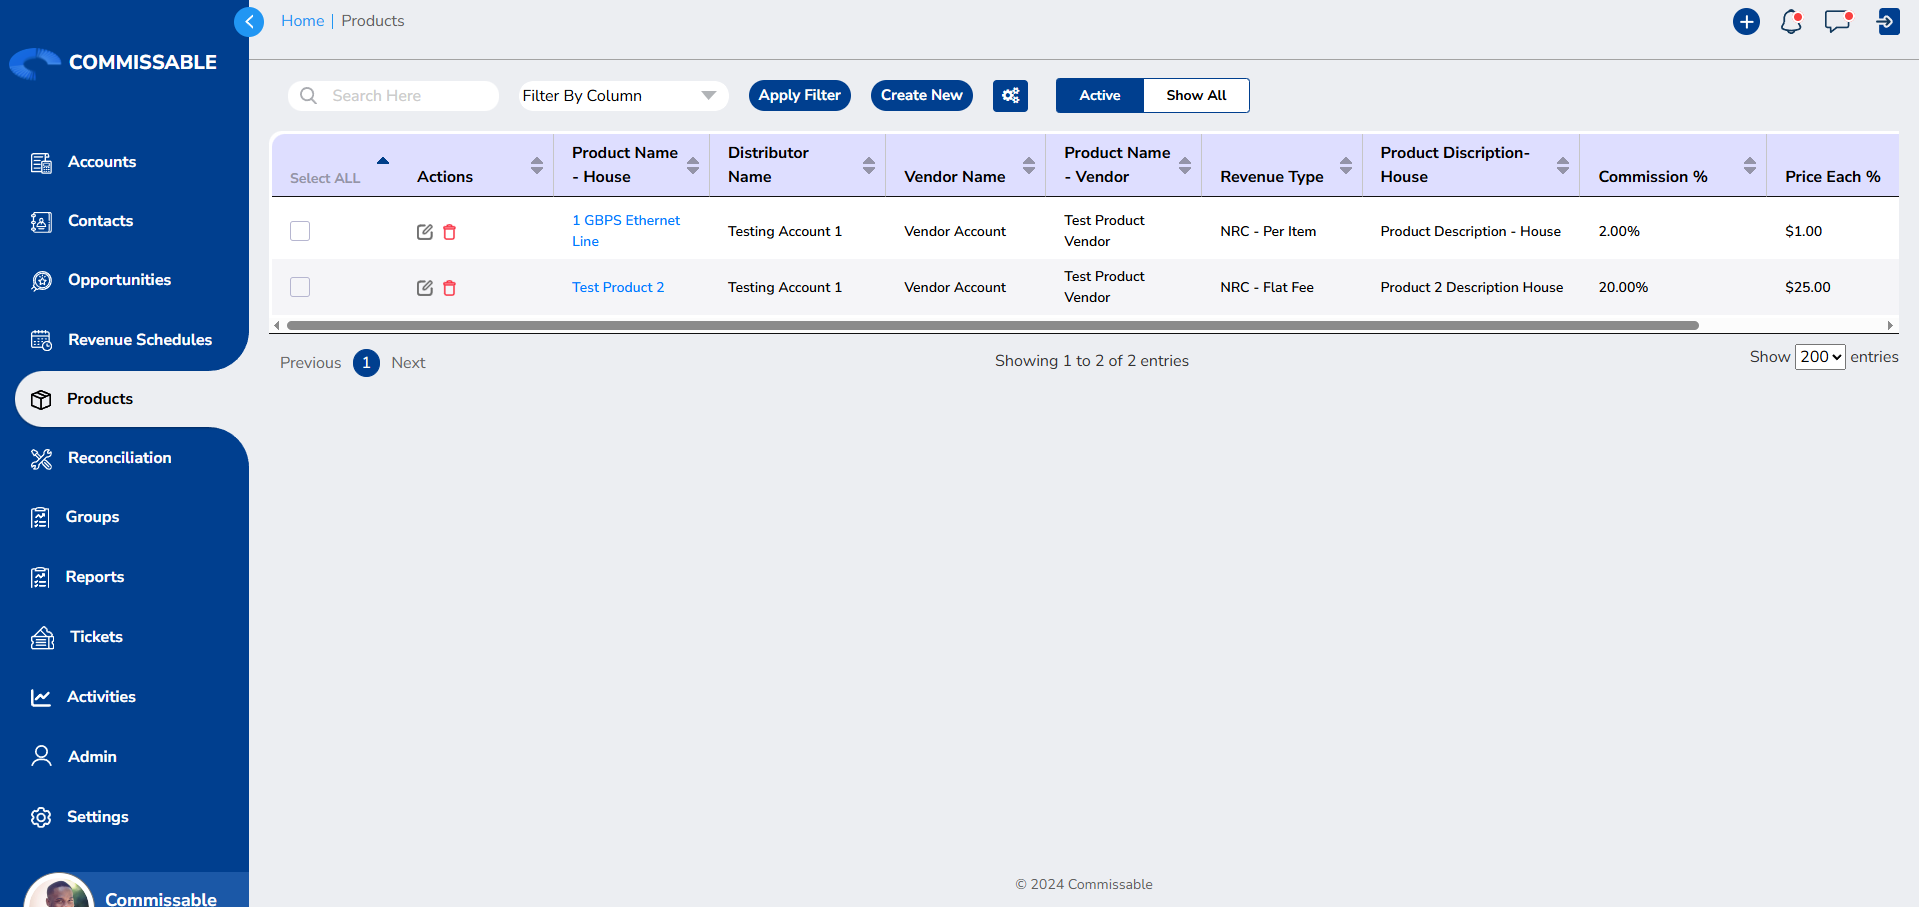 Home | Products
COMMISSABLE
Search Here
Filter By Column
Apply Filter
Create New
Active
Show All
Accounts
Contacts
Opportunities
Revenue Schedules
Products
Reconciliation
Groups
Reports
Tickets
Activities
Admin
Settings
Commissable
Select ALL
Actions
Product Name
- House
Distributor
Name
Vendor Name
Product Name
- Vendor
Revenue Type
Product Discription-
House
Commission %
Price Each %
1 GBPS Ethernet
Line
Testing Account 1
Vendor Account
Test Product
Vendor
NRC - Per Item
Product Description - House
2.00%
$1.00
Test Product 2
Testing Account 1
Vendor Account
Test Product
Vendor
NRC - Flat Fee
Product 2 Description House
20.00%
$25.00
Previous 1 Next
Showing 1 to 2 of 2 entries
Show 200 entries
© 2024 Commissable